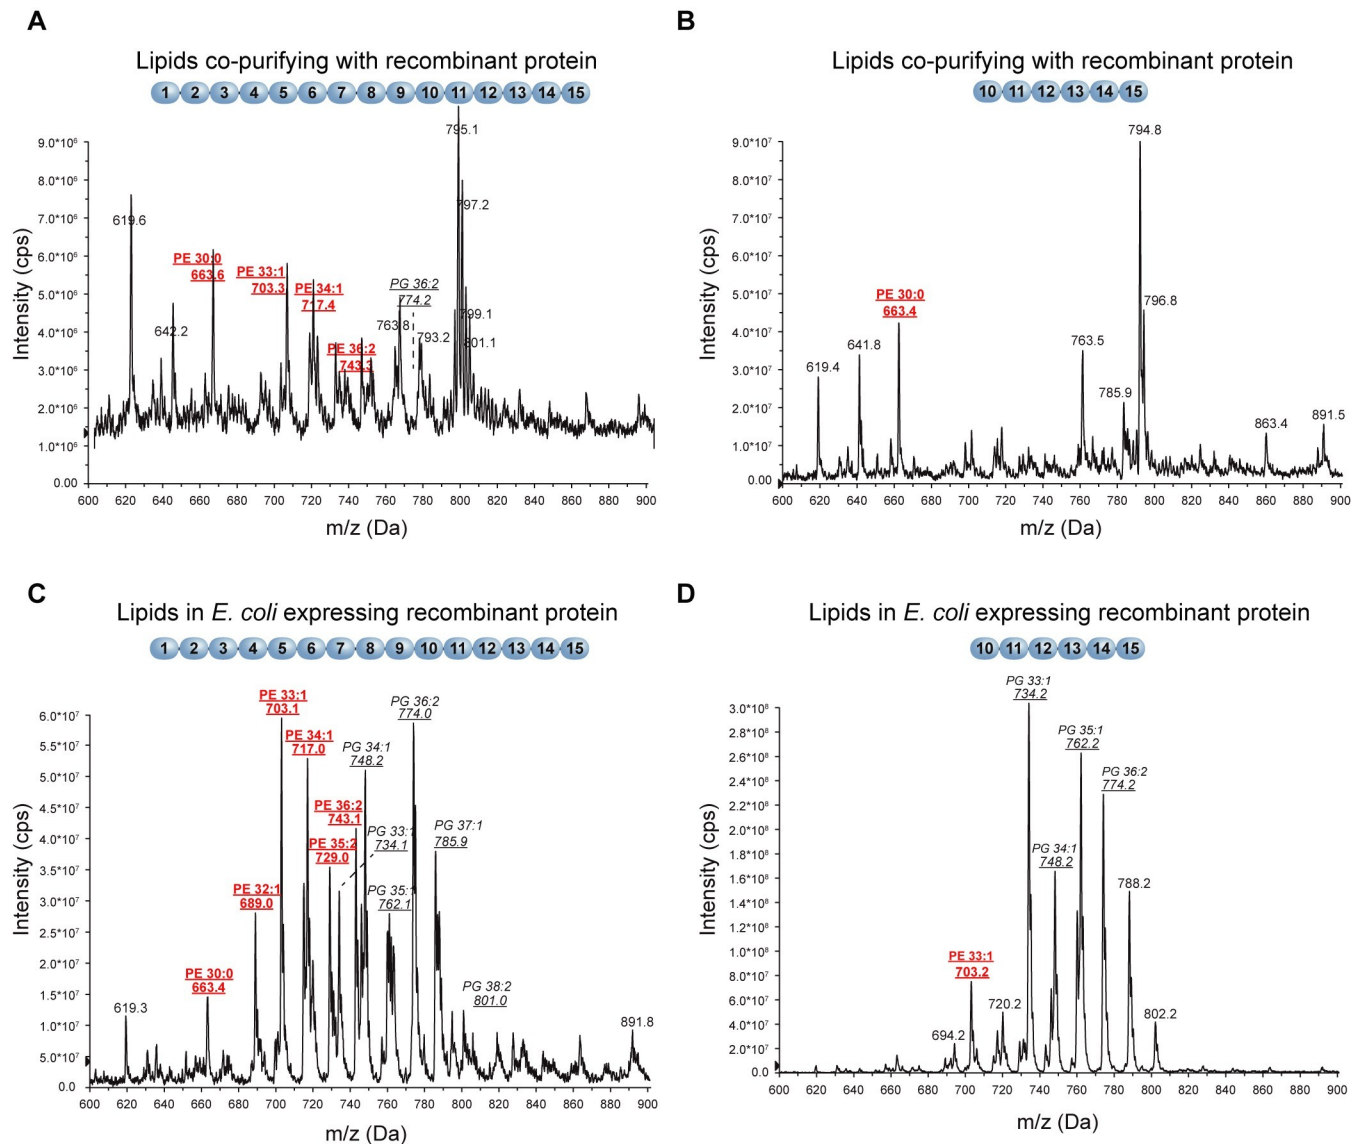 A
Lipids co-purifying with recombinant protein
1 2 3 4 5 6 7 8 9 10 11 12 13 14 15
Intensity (cps)
9.0*10⁶
8.0*10⁶
7.0*10⁶
6.0*10⁶
5.0*10⁶
4.0*10⁶
3.0*10⁶
2.0*10⁶
1.0*10⁶
0.00
619.6
642.2
PE 30:0
663.6
PE 33:1
703.3
PE 34:1
717.4
PE 36:2
743.3
763.8
PG 36:2
774.2
793.2
795.1
797.2
799.1
801.1
600 620 640 660 680 700 720 740 760 780 800 820 840 860 880 900
m/z (Da)
B
Lipids co-purifying with recombinant protein
10 11 12 13 14 15
Intensity (cps)
9.0*10⁷
8.0*10⁷
7.0*10⁷
6.0*10⁷
5.0*10⁷
4.0*10⁷
3.0*10⁷
2.0*10⁷
1.0*10⁷
0.00
619.4
641.8
PE 30:0
663.4
763.5
785.9
794.8
796.8
863.4
891.5
600 620 640 660 680 700 720 740 760 780 800 820 840 860 880 900
m/z (Da)
C
Lipids in E. coli expressing recombinant protein
1 2 3 4 5 6 7 8 9 10 11 12 13 14 15
Intensity (cps)
6.0*10⁷
5.5*10⁷
5.0*10⁷
4.5*10⁷
4.0*10⁷
3.5*10⁷
3.0*10⁷
2.5*10⁷
2.0*10⁷
1.5*10⁷
1.0*10⁷
5.0*10⁷
0.0
619.3
PE 30:0
663.4
PE 32:1
689.0
PE 33:1
703.1
PE 34:1
717.0
PE 35:2
729.0
PG 33:1
734.1
PE 36:2
743.1
PG 34:1
748.2
PG 35:1
762.1
PG 36:2
774.0
PG 37:1
785.9
PG 38:2
801.0
891.8
600 620 640 660 680 700 720 740 760 780 800 820 840 860 880 900
m/z (Da)
D
Lipids in E. coli expressing recombinant protein
10 11 12 13 14 15
Intensity (cps)
3.0*10⁸
2.8*10⁸
2.6*10⁸
2.4*10⁸
2.2*10⁸
2.0*10⁸
1.8*10⁸
1.6*10⁸
1.4*10⁸
1.2*10⁸
1.0*10⁸
8.0*10⁷
6.0*10⁷
4.0*10⁷
2.0*10⁷
0.0
694.2
PE 33:1
703.2
720.2
PG 33:1
734.2
PG 34:1
748.2
PG 35:1
762.2
PG 36:2
774.2
788.2
802.2
600 620 640 660 680 700 720 740 760 780 800 820 840 860 880 900
m/z (Da)